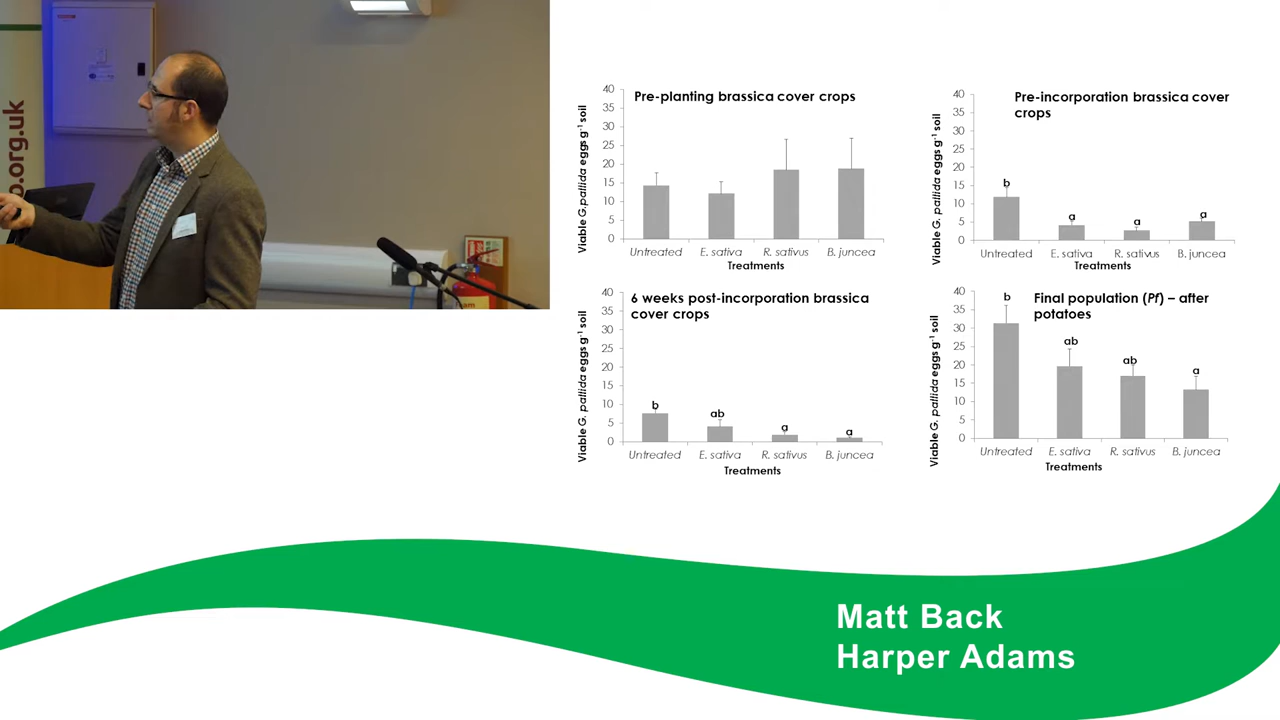 o.org.uk
Pre-planting brassica cover crops
Viable G.pallida eggs g-1 soil
40
35
30
25
20
15
10
5
0
Untreated E. sativa R. sativus B. juncea
Treatments
Pre-incorporation brassica cover
crops
Viable G. pallida eggs g-1 soil
40
35
30
25
20
15
10
5
0
b a a a
Untreated E. sativa R. sativus B. juncea
Treatments
6 weeks post-incorporation brassica
cover crops
Viable G. pallida eggs g-1 soil
40
35
30
25
20
15
10
5
0
b ab a a
Untreated E. sativa R. sativus B. juncea
Treatments
Final population (Pf) – after
potatoes
Viable G. pallida eggs g-1 soil
40
35
30
25
20
15
10
5
0
b ab ab a
Untreated E. sativa R. sativus B. juncea
Treatments
Matt Back
Harper Adams